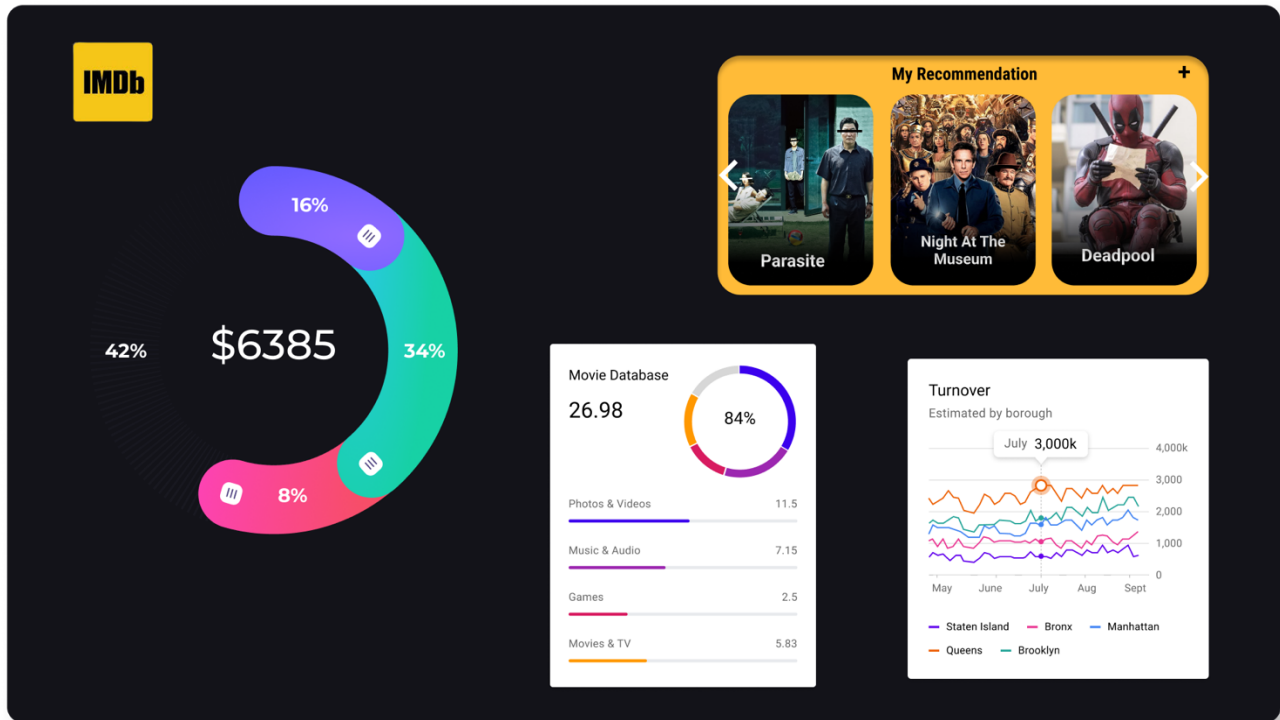 IMDb
16%
42%
$6385
34%
8%
My Recommendation +
Parasite
Night At The
Museum
Deadpool
Movie Database
26.98
84%
Photos & Videos 11.5
Music & Audio 7.15
Games 2.5
Movies & TV 5.83
Turnover
Estimated by borough
July 3,000k
4,000k
3,000
2,000
1,000
0
May June July Aug Sept
Staten Island Bronx Manhattan
Queens Brooklyn